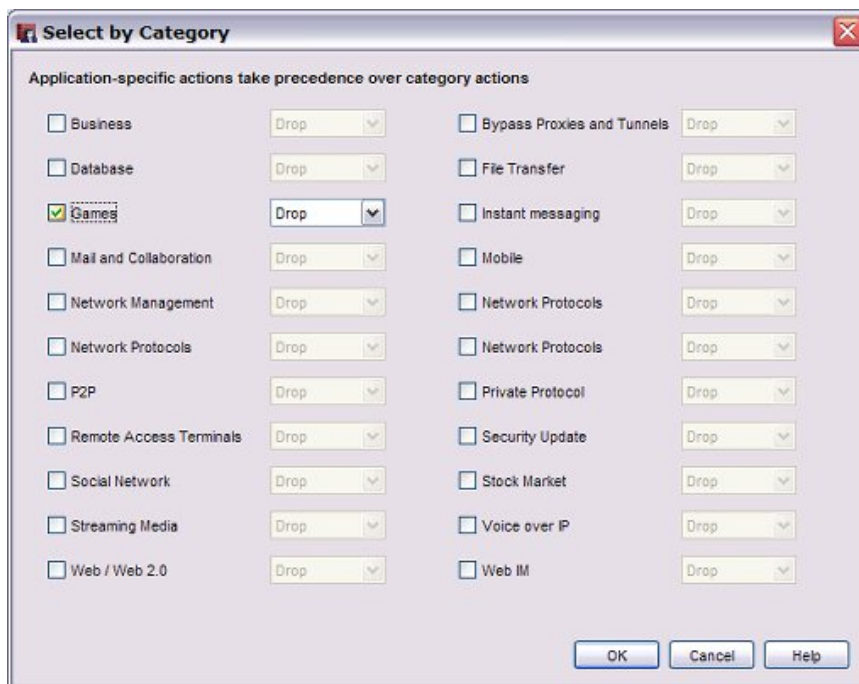 Select by Category
Application-specific actions take precedence over category actions
Business Drop Bypass Proxies and Tunnels Drop
Database Drop File Transfer Drop
Games Drop Instant messaging Drop
Mail and Collaboration Drop Mobile Drop
Network Management Drop Network Protocols Drop
Network Protocols Drop Network Protocols Drop
P2P Drop Private Protocol Drop
Remote Access Terminals Drop Security Update Drop
Social Network Drop Stock Market Drop
Streaming Media Drop Voice over IP Drop
Web / Web 2.0 Drop Web IM Drop
OK Cancel Help